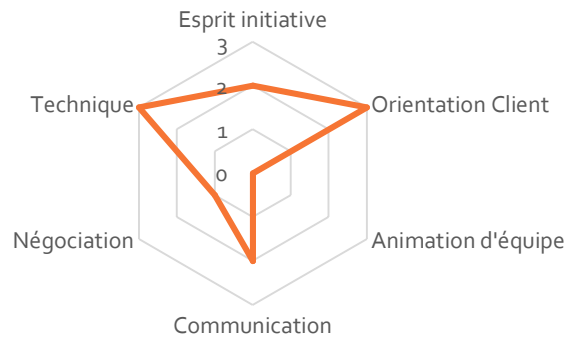 Esprit initiative
3
2
1
0
Technique
Orientation Client
Négociation
Animation d'équipe
Communication